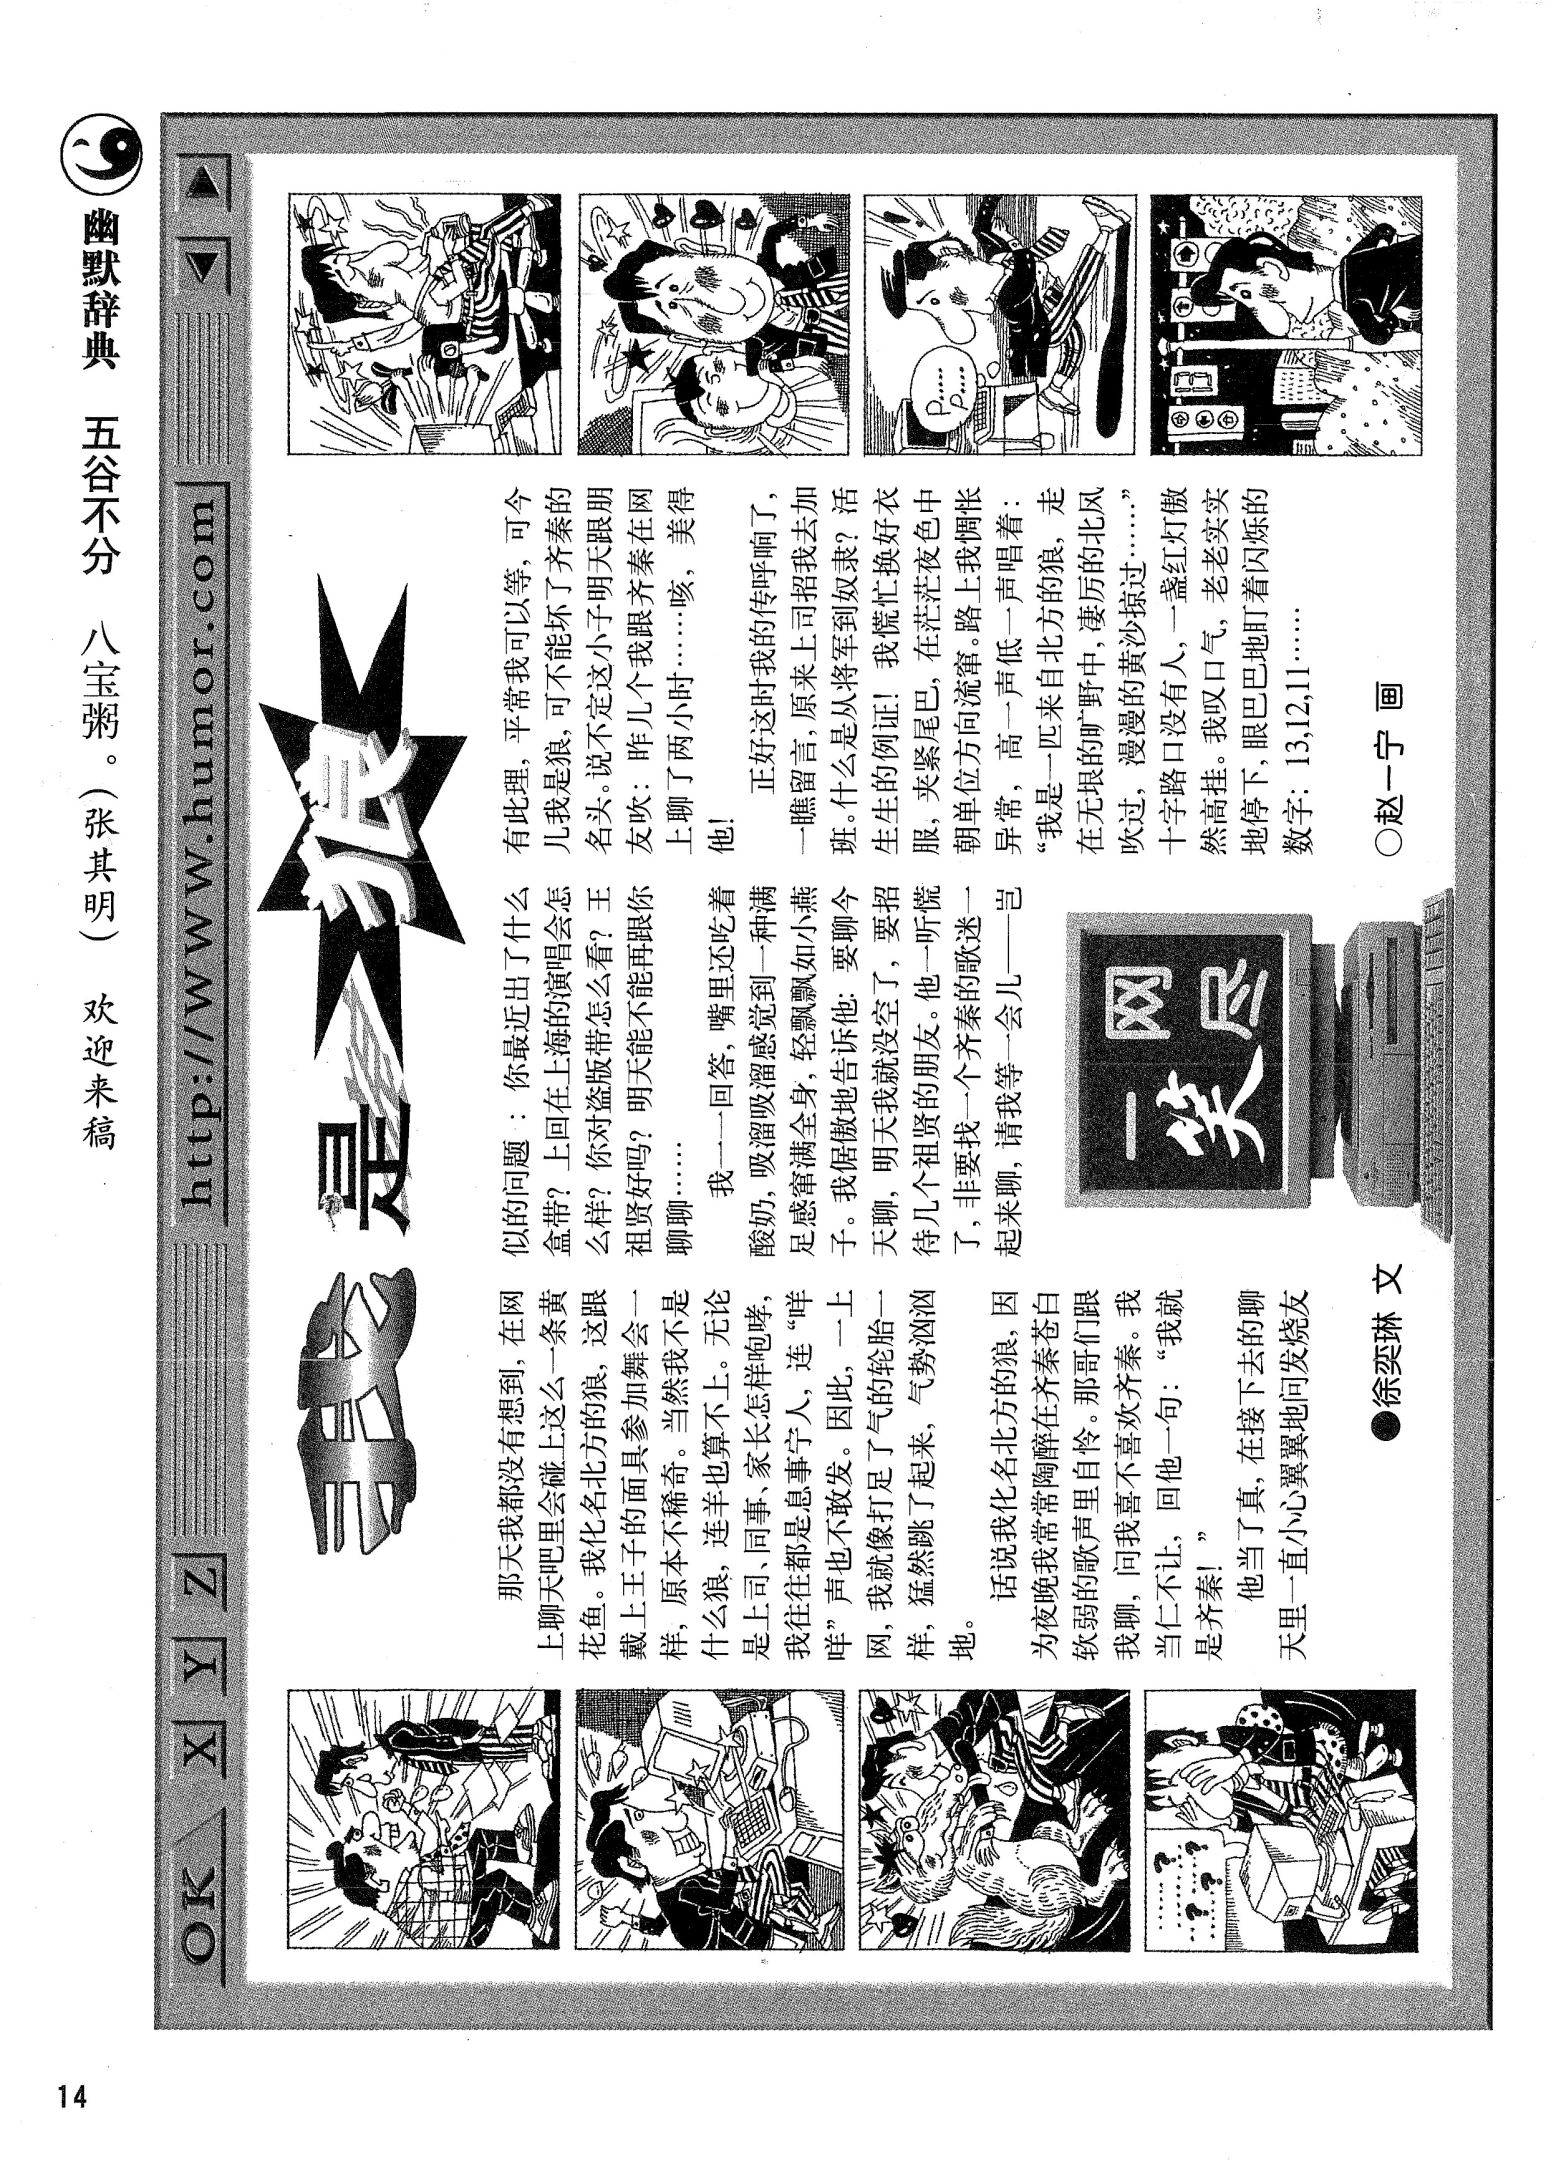 幽默辞典 五谷不分 八宝粥。(张其明) 欢迎来稿
OK X Y Z http://www.humor.com
我是狼
那天我都没有想到,在网
上聊天吧里会碰上这么一条黄
花鱼。我化名北方的狼,这跟
戴上王子的面具参加舞会一
样,原本不稀奇。当然我不是
什么狼,连羊也算不上。无论
是上司、同事、家长怎样咆哮,
我往往都是息事宁人,连“咩
咩”声也不敢发。因此,一上
网,我就像打足了气的轮胎一
样,猛然跳了起来,气势汹汹
地。
话说我化名北方的狼,因
为夜晚我常常陶醉在齐秦苍白
软弱的歌声里自怜。那哥们跟
我聊,问我喜不喜欢齐秦。我
当仁不让,回他一句:“我就
是齐秦!”
他当了真,在接下去的聊
天里一直小心翼翼地问发烧友
似的问题:你最近出了什么
盒带?上回在上海的演唱会怎
么样?你对盗版带怎么看?王
祖贤好吗?明天能不能再跟你
聊聊……
我一一回答,嘴里还吃着
酸奶,吸溜吸溜感觉到一种满
足感窜满全身,轻飘飘如小燕
子。我倨傲地告诉他:要聊今
天聊,明天我就没空了,要招
待几个祖贤的朋友。他一听慌
了,非要找一个齐秦的歌迷一
起来聊,请我等一会儿——岂
有此理,平常我可以等,可今
儿我是狼,可不能坏了齐秦的
名头。说不定这小子明天跟朋
友吹:昨儿个我跟齐秦在网
上聊了两小时……咳,美得
他!
正好这时我的传呼响了,
一瞧留言,原来上司招我去加
班。什么是从将军到奴隶?活
生生的例证!我慌忙换好衣
服,夹紧尾巴,在茫茫夜色中
朝单位方向流窜。路上我惆怅
异常,高一声低一声唱着:
“我是一匹来自北方的狼,走
在无垠的旷野中,凄厉的北风
吹过,漫漫的黄沙掠过……”
十字路口没有人,一盏红灯傲
然高挂。我叹口气,老老实实
地停下,眼巴巴地盯着闪烁的
数字:13,12,11……
●徐奕琳 文
一网
笑尽
○赵一宁 画
……?
……?
?……?
P……
P……
13
14